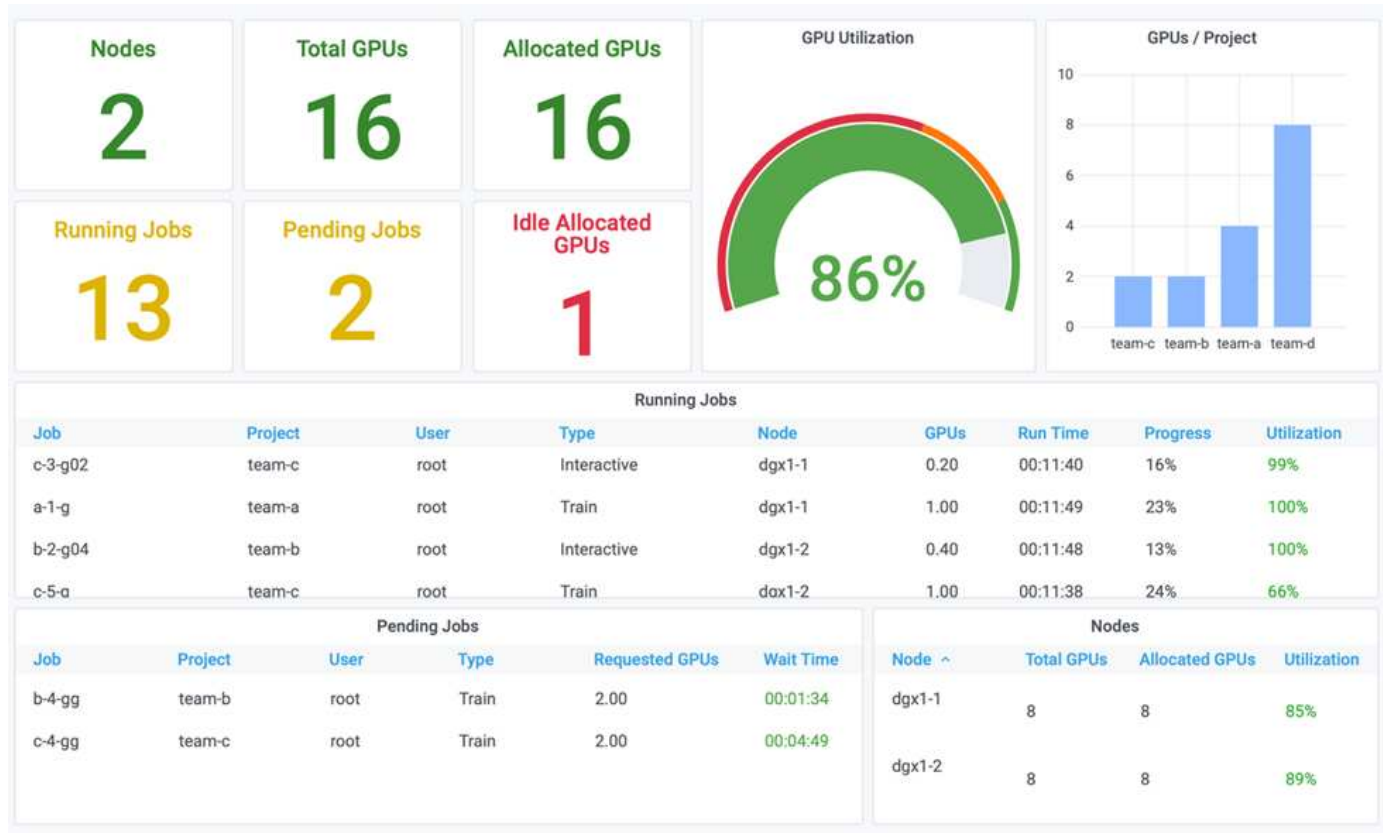 Nodes
2
Total GPUs
16
Allocated GPUs
16
Running Jobs
13
Pending Jobs
2
Idle Allocated
GPUs
1
GPU Utilization
86%
GPUs / Project
10
8
6
4
2
0
team-c team-b team-a team-d
Running Jobs
Job Project User Type Node GPUs Run Time Progress Utilization
c-3-g02 team-c root Interactive dgx1-1 0.20 00:11:40 16% 99%
a-1-g team-a root Train dgx1-1 1.00 00:11:49 23% 100%
b-2-g04 team-b root Interactive dgx1-2 0.40 00:11:48 13% 100%
c-5-g team-c root Train dgx1-2 1.00 00:11:38 24% 66%
Pending Jobs
Job Project User Type Requested GPUs Wait Time
b-4-gg team-b root Train 2.00 00:01:34
c-4-gg team-c root Train 2.00 00:04:49
Nodes
Node Total GPUs Allocated GPUs Utilization
dgx1-1 8 8 85%
dgx1-2 8 8 89%